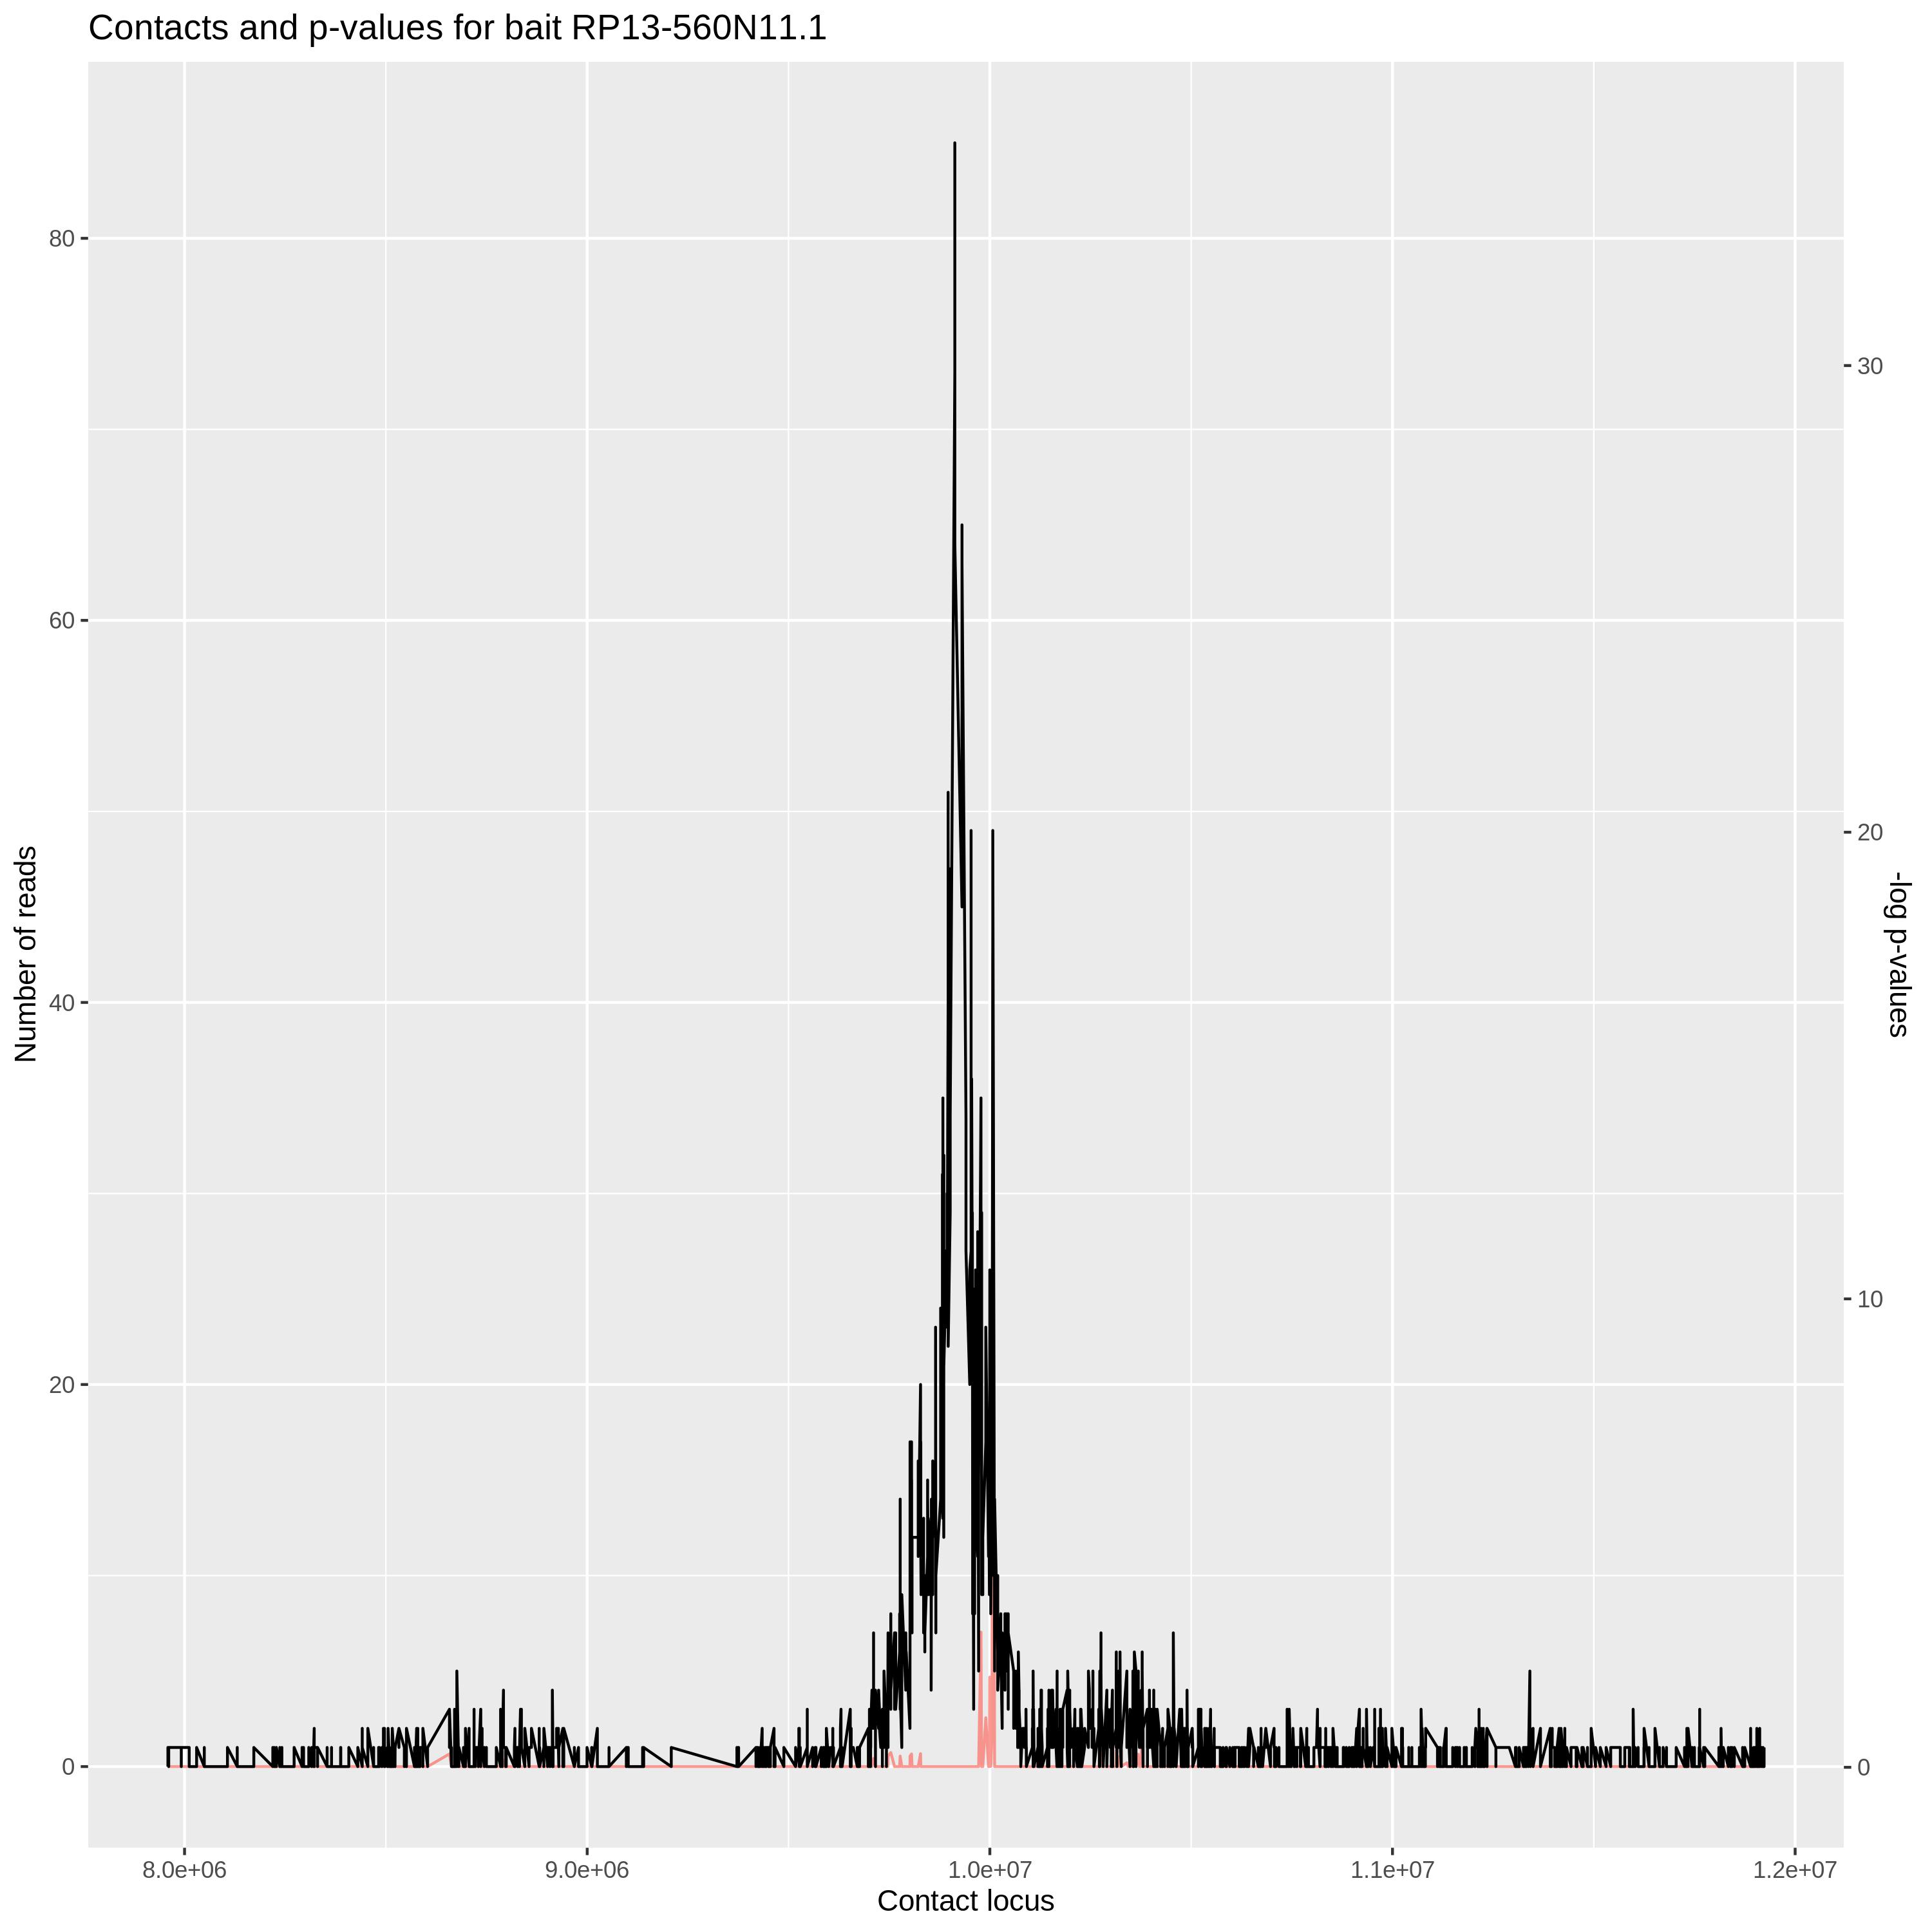 Contacts and p-values for bait RP13-560N11.1
Number of reads
80
60
40
20
0
30
20
10
0
-log p-values
8.0e+06
9.0e+06
1.0e+07
1.1e+07
1.2e+07
Contact locus